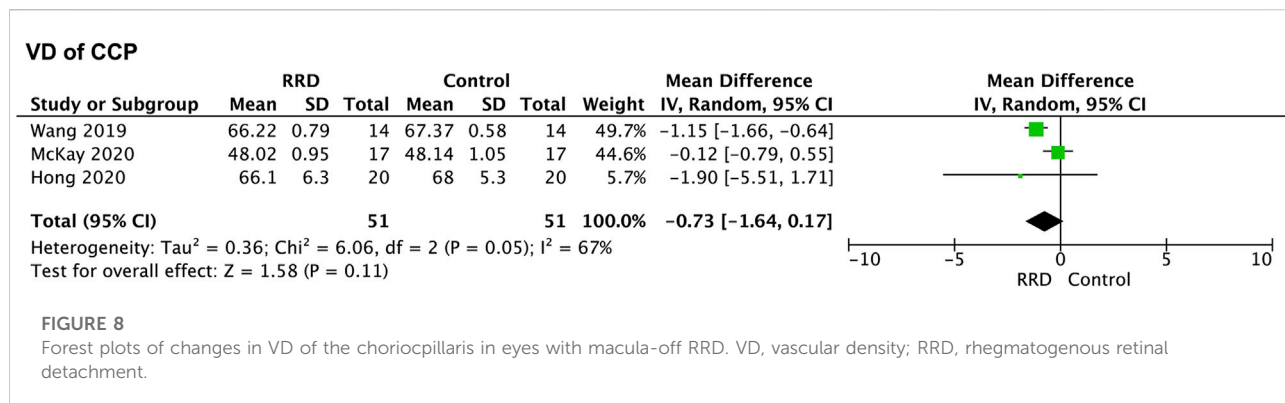 VD of CCP
RRD Control Mean Difference Mean Difference
Study or Subgroup Mean SD Total Mean SD Total Weight IV, Random, 95% CI IV, Random, 95% CI
Wang 2019 66.22 0.79 14 67.37 0.58 14 49.7% −1.15 [−1.66, −0.64]
McKay 2020 48.02 0.95 17 48.14 1.05 17 44.6% −0.12 [−0.79, 0.55]
Hong 2020 66.1 6.3 20 68 5.3 20 5.7% −1.90 [−5.51, 1.71]
Total (95% CI) 51 51 100.0% −0.73 [−1.64, 0.17]
Heterogeneity: Tau² = 0.36; Chi² = 6.06, df = 2 (P = 0.05); I² = 67%
Test for overall effect: Z = 1.58 (P = 0.11)
−10 −5 0 5 10
RRD Control
FIGURE 8
Forest plots of changes in VD of the choriocpillaris in eyes with macula-off RRD. VD, vascular density; RRD, rhegmatogenous retinal
detachment.